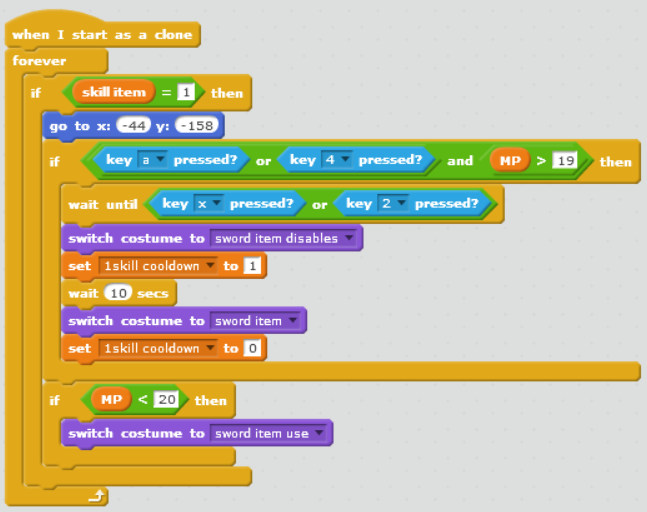 when I start as a clone
forever
if skill item = 1 then
go to x: -44 y: -158
if key a pressed? or key 4 pressed? and MP > 19 then
wait until key x pressed? or key 2 pressed?
switch costume to sword item disables
set 1skill cooldown to 1
wait 10 secs
switch costume to sword item
set 1skill cooldown to 0
if MP < 20 then
switch costume to sword item use